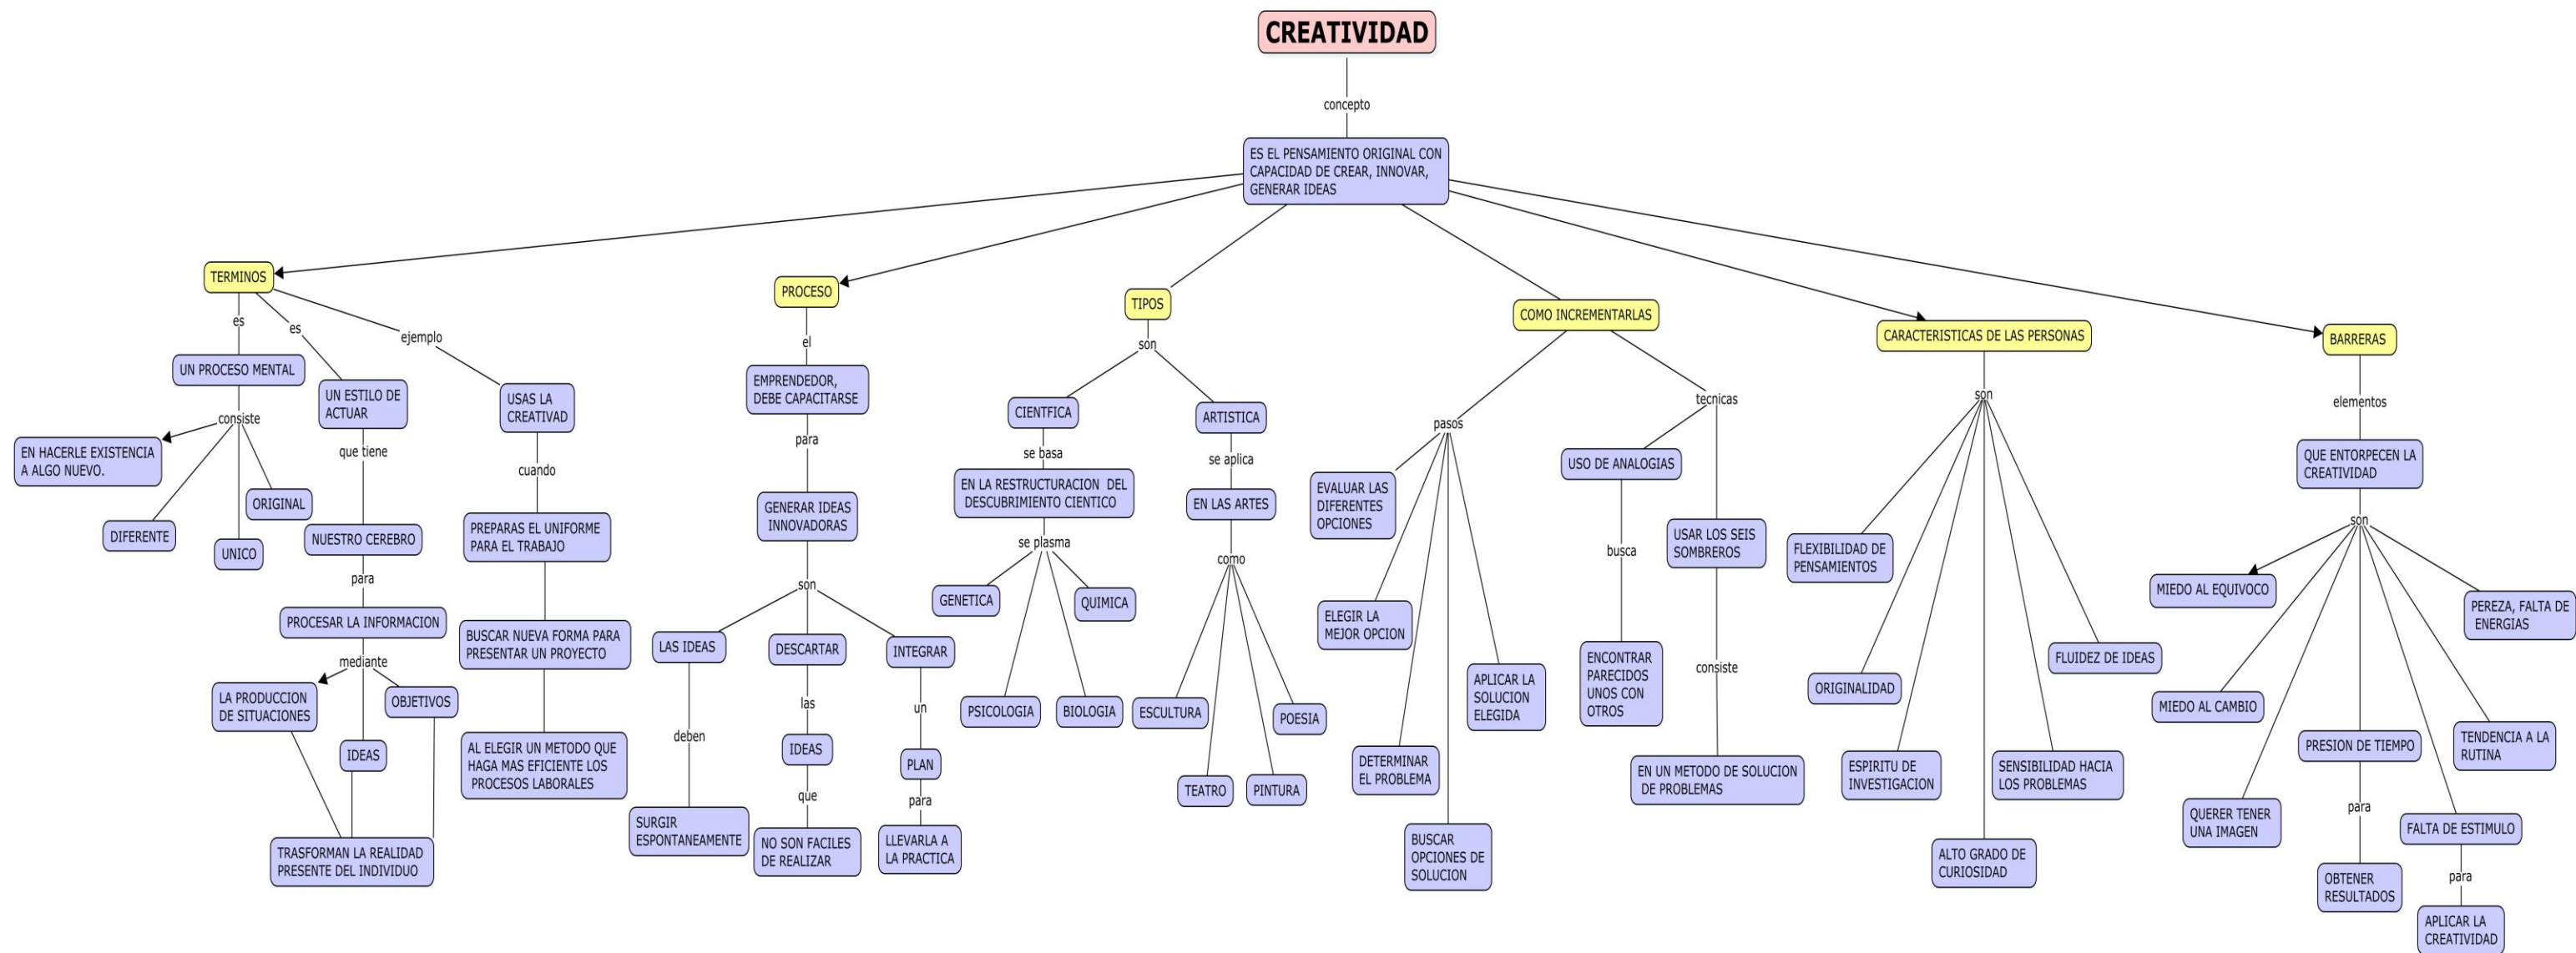 CREATIVIDAD
concepto
ES EL PENSAMIENTO ORIGINAL CON
CAPACIDAD DE CREAR, INNOVAR,
GENERAR IDEAS
TERMINOS
es
UN PROCESO MENTAL
consiste
EN HACERLE EXISTENCIA
A ALGO NUEVO.
DIFERENTE
UNICO
ORIGINAL
es
UN ESTILO DE
ACTUAR
que tiene
NUESTRO CEREBRO
para
PROCESAR LA INFORMACION
mediante
LA PRODUCCION
DE SITUACIONES
IDEAS
OBJETIVOS
TRASFORMAN LA REALIDAD
PRESENTE DEL INDIVIDUO
ejemplo
USAS LA
CREATIVAD
cuando
PREPARAS EL UNIFORME
PARA EL TRABAJO
BUSCAR NUEVA FORMA PARA
PRESENTAR UN PROYECTO
AL ELEGIR UN METODO QUE
HAGA MAS EFICIENTE LOS
PROCESOS LABORALES
PROCESO
el
EMPRENDEDOR,
DEBE CAPACITARSE
para
GENERAR IDEAS
INNOVADORAS
son
LAS IDEAS
deben
SURGIR
ESPONTANEAMENTE
DESCARTAR
las
IDEAS
que
NO SON FACILES
DE REALIZAR
INTEGRAR
un
PLAN
para
LLEVARLA A
LA PRACTICA
TIPOS
son
CIENTFICA
se basa
EN LA RESTRUCTURACION DEL
DESCUBRIMIENTO CIENTICO
se plasma
GENETICA
PSICOLOGIA
BIOLOGIA
QUIMICA
ARTISTICA
se aplica
EN LAS ARTES
como
ESCULTURA
TEATRO
PINTURA
POESIA
COMO INCREMENTARLAS
pasos
EVALUAR LAS
DIFERENTES
OPCIONES
ELEGIR LA
MEJOR OPCION
DETERMINAR
EL PROBLEMA
BUSCAR
OPCIONES DE
SOLUCION
APLICAR LA
SOLUCION
ELEGIDA
tecnicas
USO DE ANALOGIAS
busca
ENCONTRAR
PARECIDOS
UNOS CON
OTROS
USAR LOS SEIS
SOMBREROS
consiste
EN UN METODO DE SOLUCION
DE PROBLEMAS
CARACTERISTICAS DE LAS PERSONAS
son
FLEXIBILIDAD DE
PENSAMIENTOS
ORIGINALIDAD
ESPIRITU DE
INVESTIGACION
ALTO GRADO DE
CURIOSIDAD
SENSIBILIDAD HACIA
LOS PROBLEMAS
FLUIDEZ DE IDEAS
BARRERAS
elementos
QUE ENTORPECEN LA
CREATIVIDAD
son
MIEDO AL EQUIVOCO
MIEDO AL CAMBIO
QUERER TENER
UNA IMAGEN
PRESION DE TIEMPO
para
OBTENER
RESULTADOS
FALTA DE ESTIMULO
para
APLICAR LA
CREATIVIDAD
TENDENCIA A LA
RUTINA
PEREZA, FALTA DE
ENERGIAS